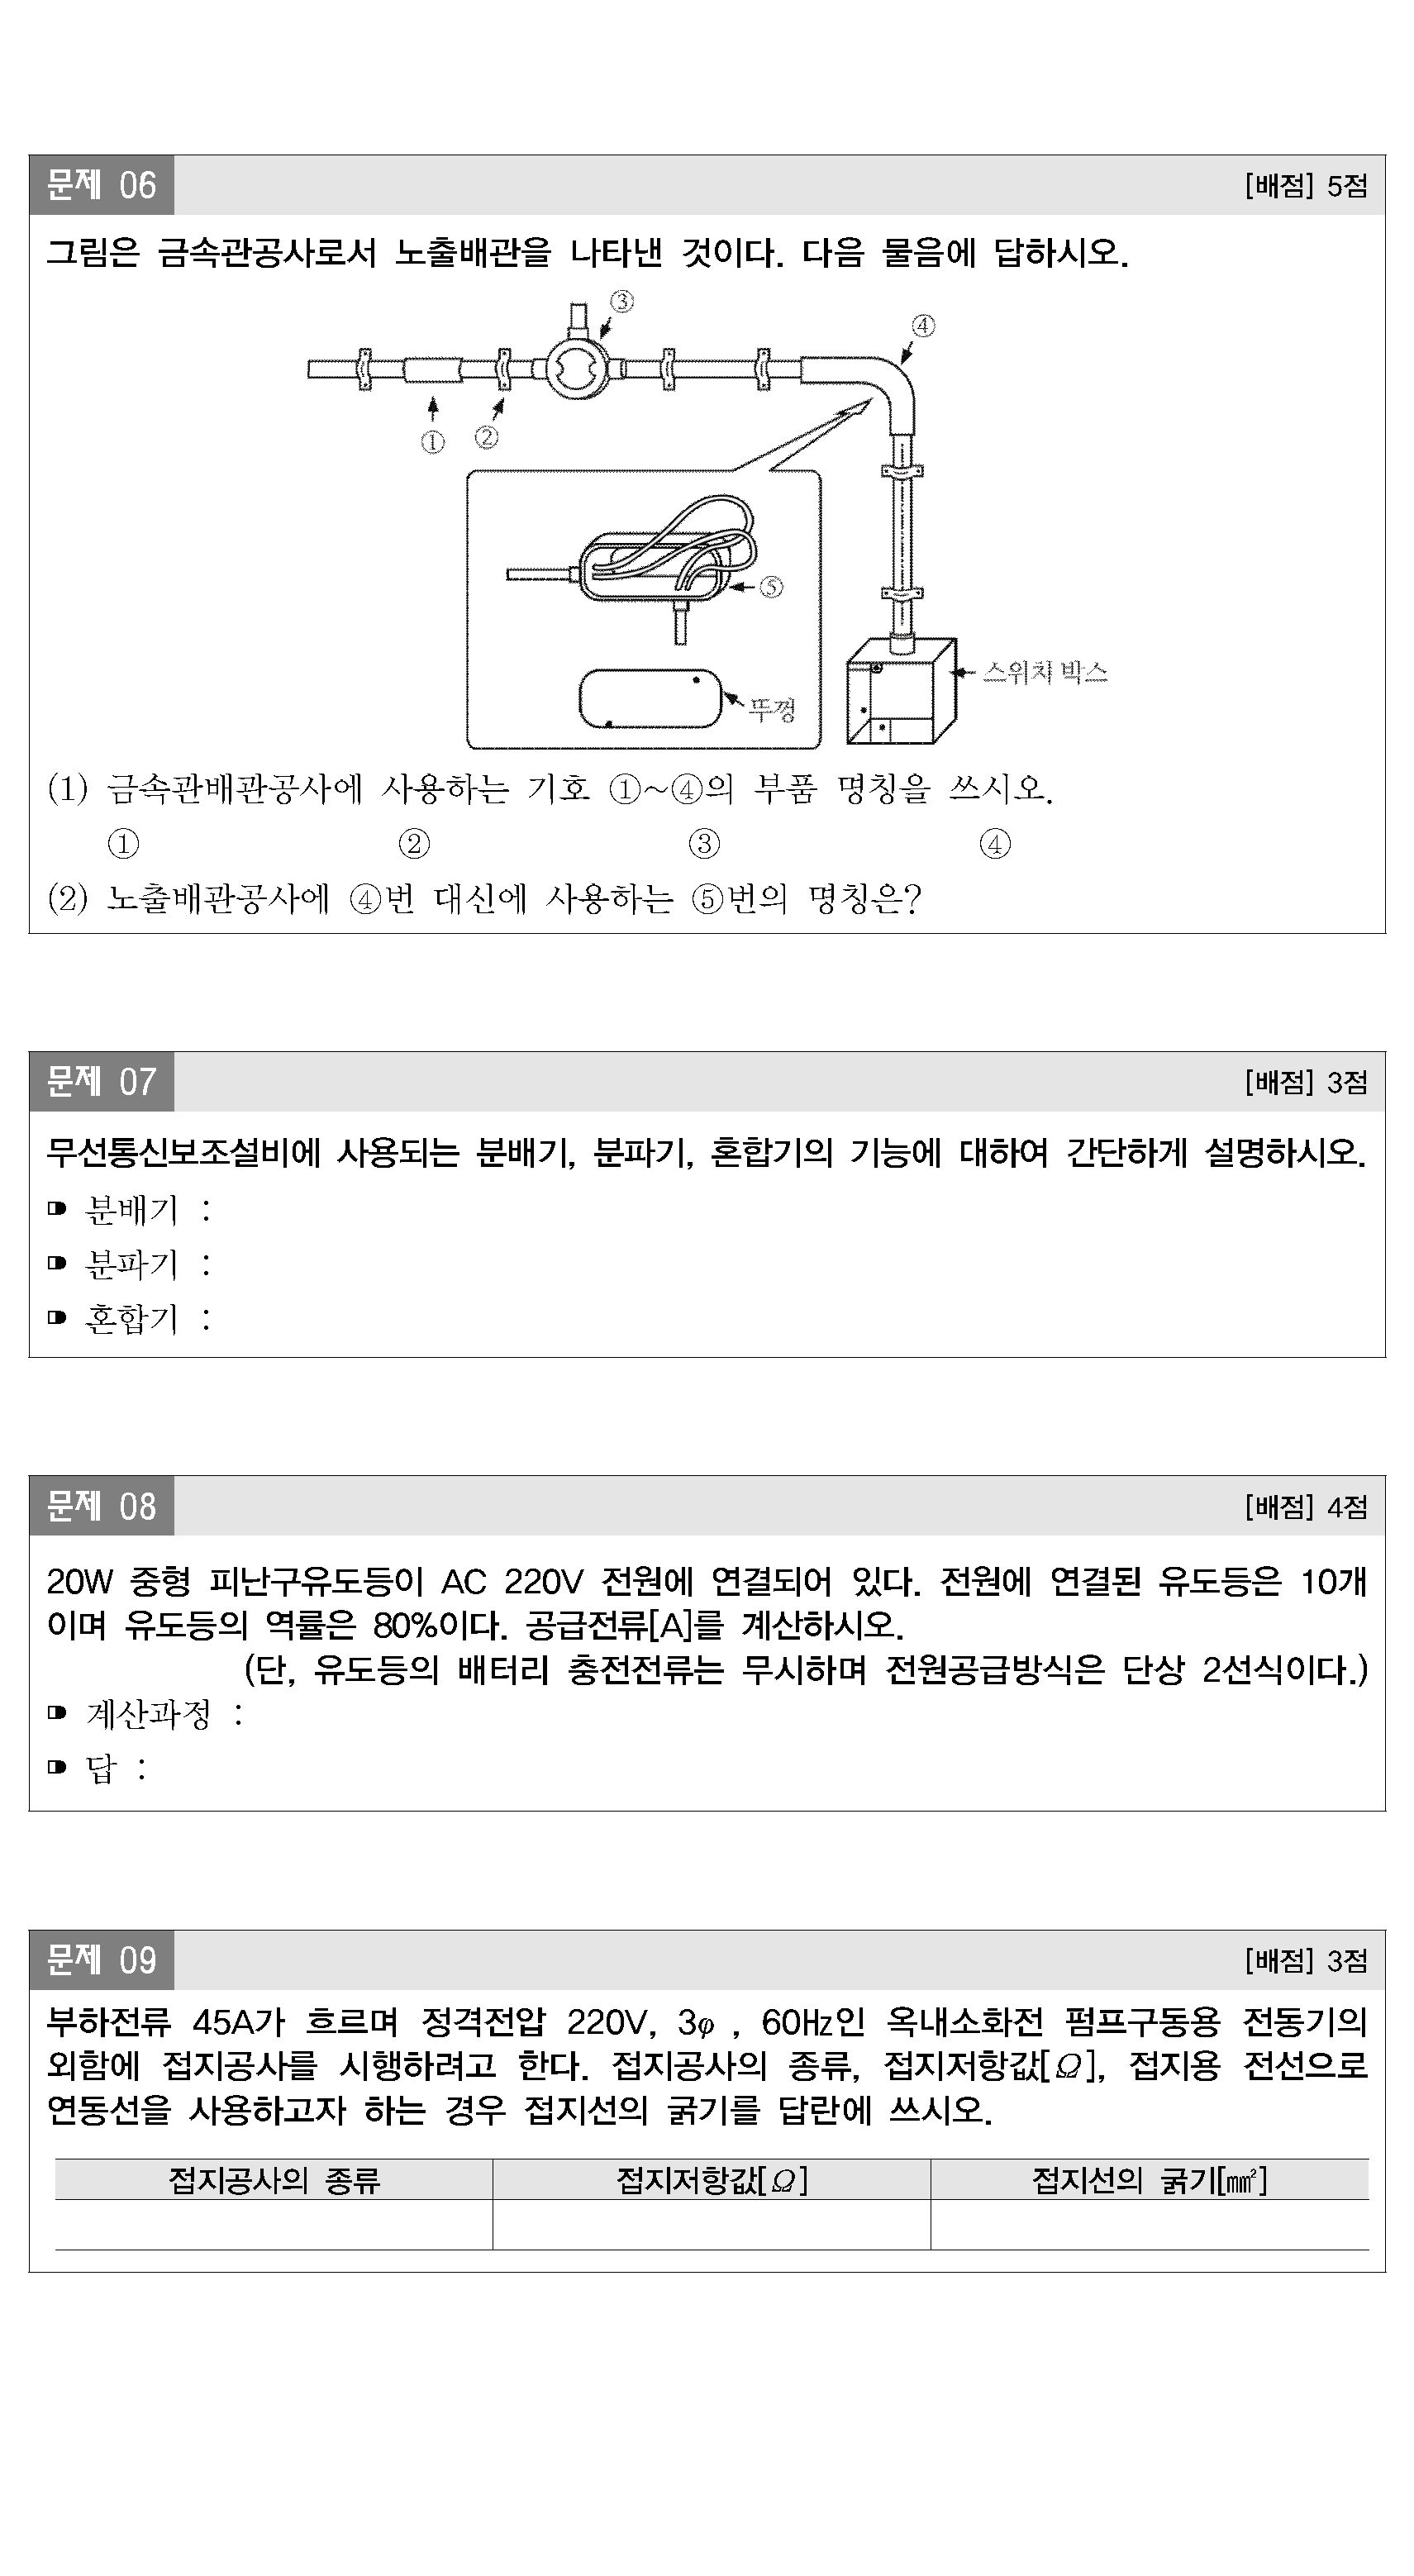 문제 06 [배점] 5점
그림은 금속관공사로서 노출배관을 나타낸 것이다. 다음 물음에 답하시오.
③
④
①
②
⑤
스위치 박스
뚜껑
(1) 금속관배관공사에 사용하는 기호 ①~④의 부품 명칭을 쓰시오.
① ② ③ ④
(2) 노출배관공사에 ④번 대신에 사용하는 ⑤번의 명칭은?
문제 07 [배점] 3점
무선통신보조설비에 사용되는 분배기, 분파기, 혼합기의 기능에 대하여 간단하게 설명하시오.
분배기 :
분파기 :
혼합기 :
문제 08 [배점] 4점
20W 중형 피난구유도등이 AC 220V 전원에 연결되어 있다. 전원에 연결된 유도등은 10개
이며 유도등의 역률은 80%이다. 공급전류[A]를 계산하시오.
(단, 유도등의 배터리 충전전류는 무시하며 전원공급방식은 단상 2선식이다.)
계산과정 :
답 :
문제 09 [배점] 3점
부하전류 45A가 흐르며 정격전압 220V, 3φ , 60Hz인 옥내소화전 펌프구동용 전동기의
외함에 접지공사를 시행하려고 한다. 접지공사의 종류, 접지저항값[Ω], 접지용 전선으로
연동선을 사용하고자 하는 경우 접지선의 굵기를 답란에 쓰시오.
접지공사의 종류 접지저항값[Ω] 접지선의 굵기[㎟]